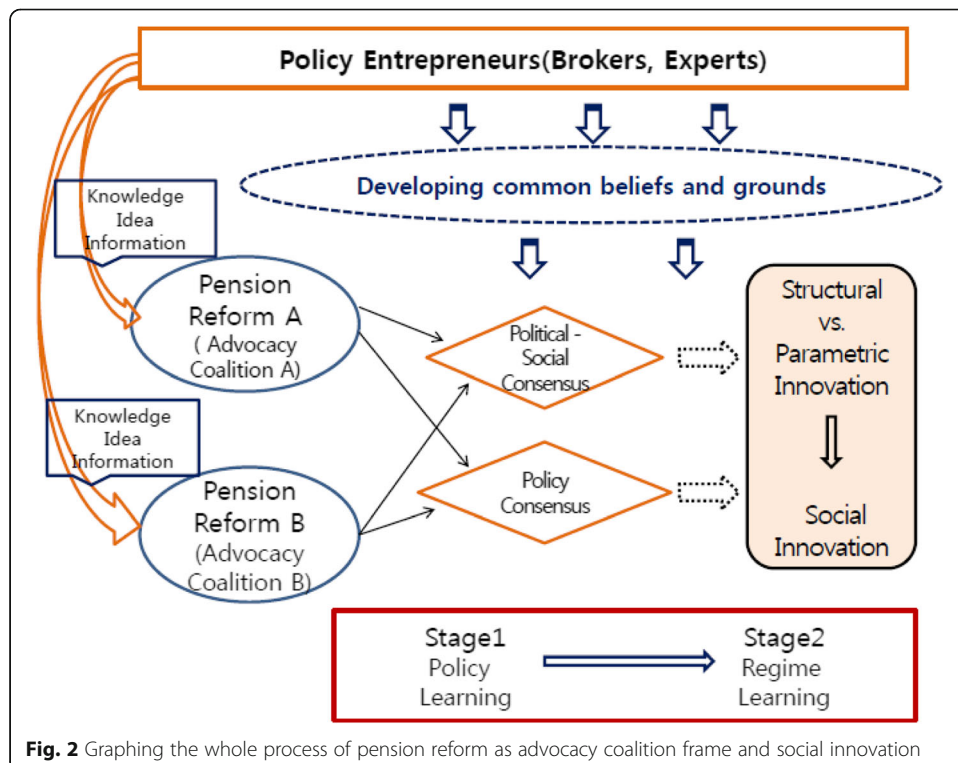 Policy Entrepreneurs(Brokers, Experts)
Developing common beliefs and grounds
Knowledge
Idea
Information
Pension
Reform A
( Advocacy
Coalition A)
Political -
Social
Consensus
Structural
vs.
Parametric
Innovation
Social
Innovation
Knowledge
Idea
Information
Pension
Reform B
(Advocacy
Coalition B)
Policy
Consensus
Stage1
Policy
Learning
Stage2
Regime
Learning
Fig. 2 Graphing the whole process of pension reform as advocacy coalition frame and social innovation